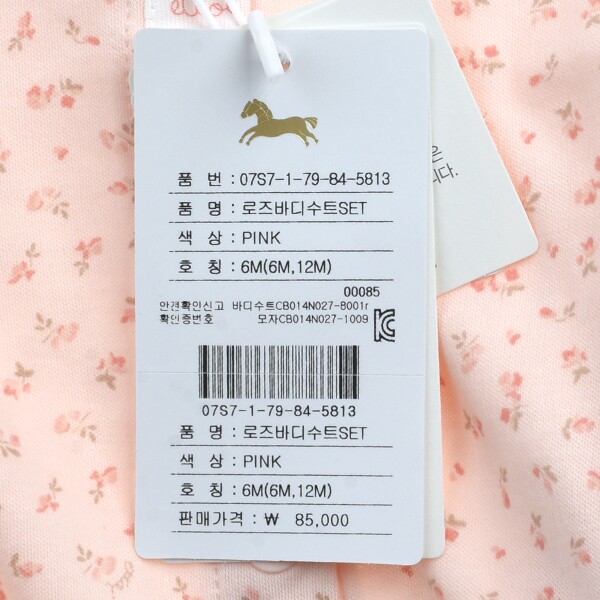 품 번 : 07S7-1-79-84-5813
품 명 : 로즈바디수트SET
색 상 : PINK
호 칭 : 6M(6M,12M)
00085
안전확인신고 바디수트CB014N027-8001r
확인증번호 모자CB014N027-1009
07S7-1-79-84-5813
품 명 : 로즈바디수트SET
색 상 : PINK
호 칭 : 6M(6M,12M)
판매가격 : ₩ 85,000
은
니다.